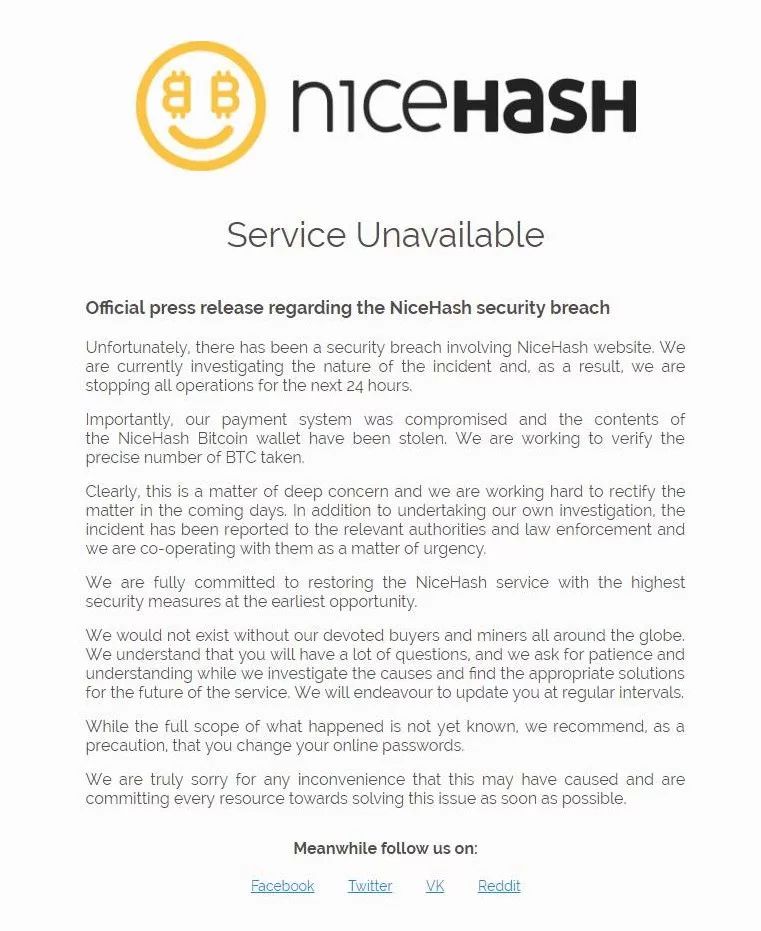 nıceHaSH
Service Unavailable
Official press release regarding the NiceHash security breach
Unfortunately, there has been a security breach involving NiceHash website. We
are currently investigating the nature of the incident and, as a result, we are
stopping all operations for the next 24 hours.
Importantly, our payment system was compromised and the contents of
the NiceHash Bitcoin wallet have been stolen. We are working to verify the
precise number of BTC taken.
Clearly, this is a matter of deep concern and we are working hard to rectify the
matter in the coming days. In addition to undertaking our own investigation, the
incident has been reported to the relevant authorities and law enforcement and
we are co-operating with them as a matter of urgency.
We are fully committed to restoring the NiceHash service with the highest
security measures at the earliest opportunity.
We would not exist without our devoted buyers and miners all around the globe.
We understand that you will have a lot of questions, and we ask for patience and
understanding while we investigate the causes and find the appropriate solutions
for the future of the service. We will endeavour to update you at regular intervals.
While the full scope of what happened is not yet known, we recommend, as a
precaution, that you change your online passwords.
We are truly sorry for any inconvenience that this may have caused and are
committing every resource towards solving this issue as soon as possible.
Meanwhile follow us on:
Facebook Twitter VK Reddit